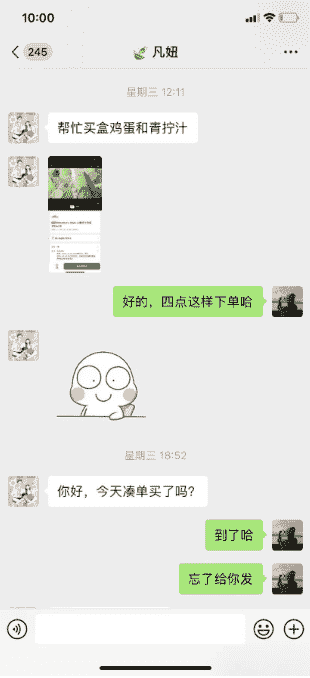 10:00
245
凡妞
星期三 12:11
帮忙买盒鸡蛋和青拧汁
好的，四点这样下单哈
星期三 18:52
你好，今天凑单买了吗？
到了哈
忘了给你发